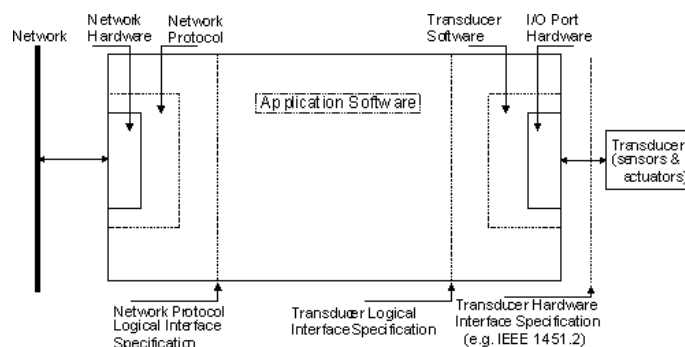 Network
Network
Hardware
Network
Protocol
Transducer
Software
I/O Port
Hardware
Application Software
Transducer
(sensors &
actuators)
Network Protocol
Logical Interface
Specification
Transducer Logical
Interface Specification
Transducer Hardware
Interface Specification
(e.g. IEEE 1451.2)